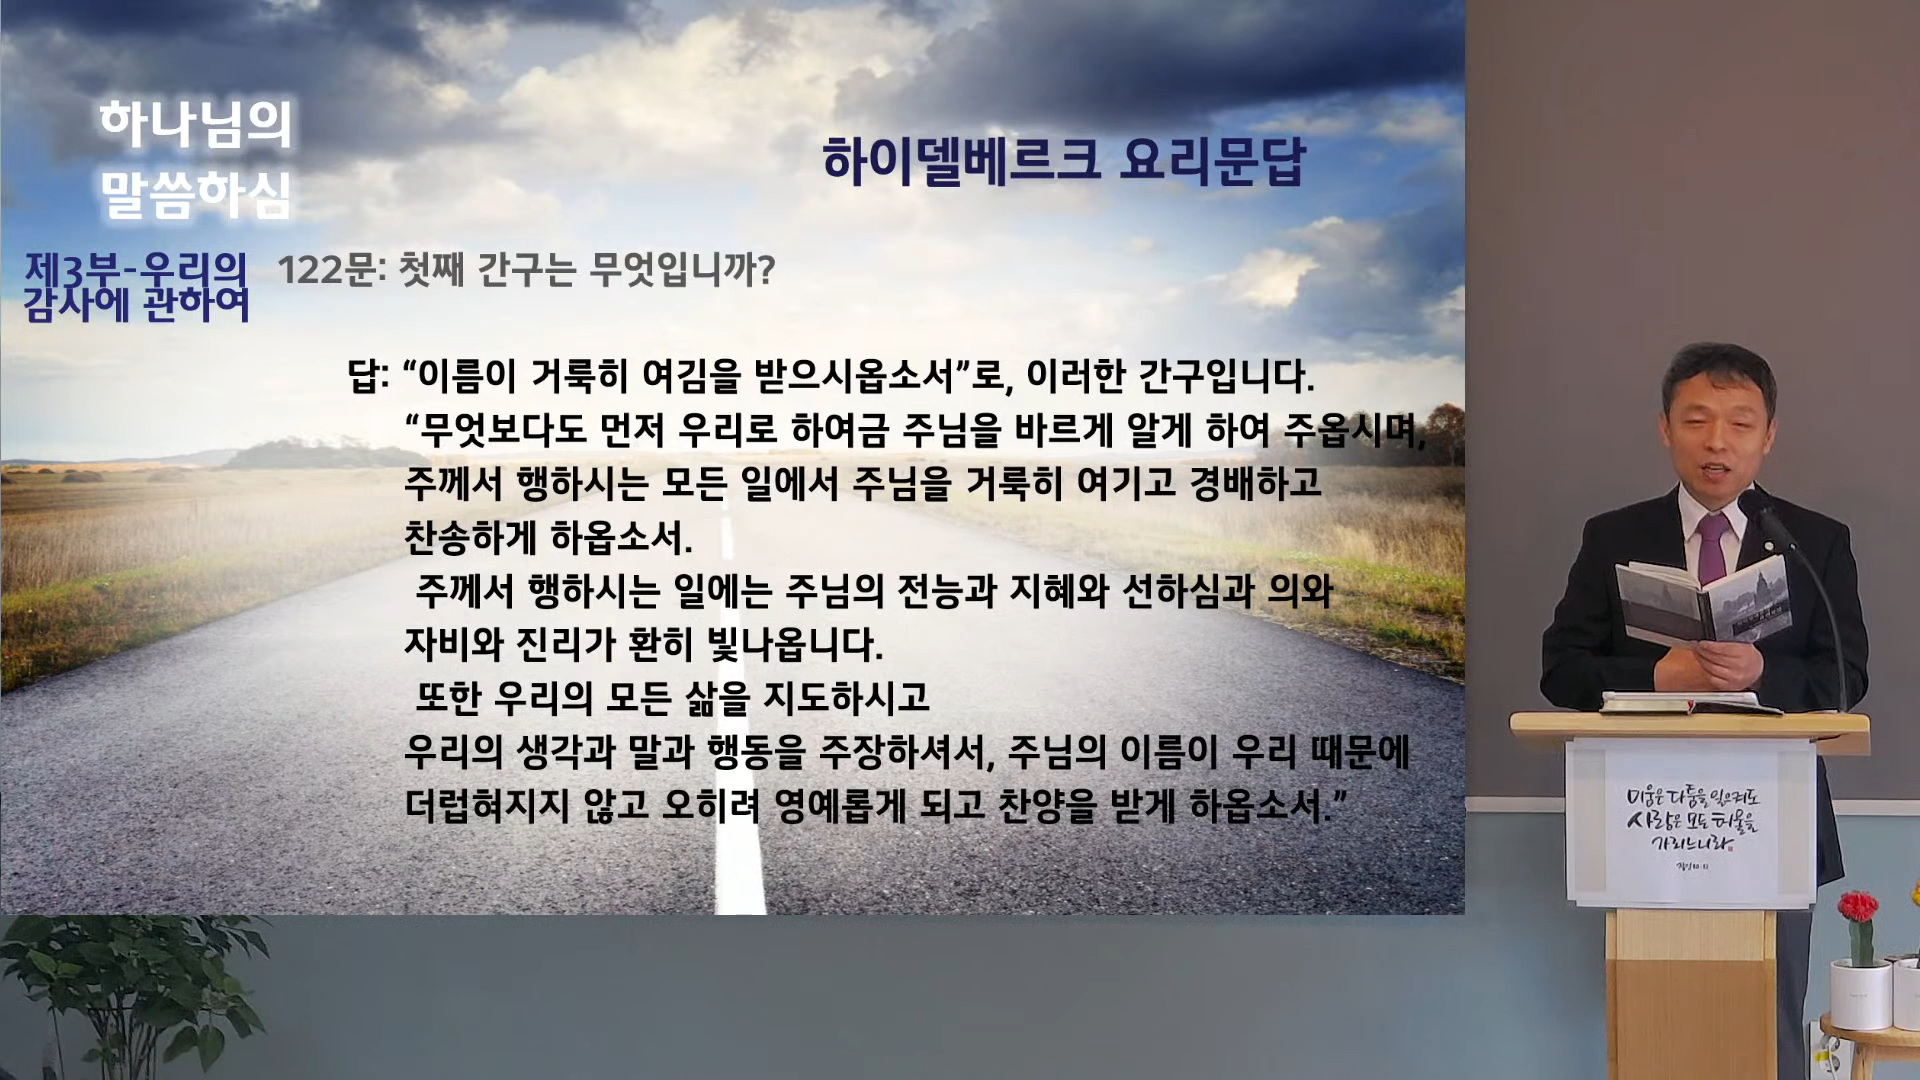 하나님의
말씀하심
하이델베르크 요리문답
제3부-우리의
감사에 관하여
122문: 첫째 간구는 무엇입니까?
답: “이름이 거룩히 여김을 받으시옵소서”로, 이러한 간구입니다.
“무엇보다도 먼저 우리로 하여금 주님을 바르게 알게 하여 주옵시며,
주께서 행하시는 모든 일에서 주님을 거룩히 여기고 경배하고
찬송하게 하옵소서.
주께서 행하시는 일에는 주님의 전능과 지혜와 선하심과 의와
자비와 진리가 환히 빛나옵니다.
또한 우리의 모든 삶을 지도하시고
우리의 생각과 말과 행동을 주장하셔서, 주님의 이름이 우리 때문에
더럽혀지지 않고 오히려 영예롭게 되고 찬양을 받게 하옵소서.”
미움은 다툼을 일으켜도
사랑은 모든 허물을
가리느니라